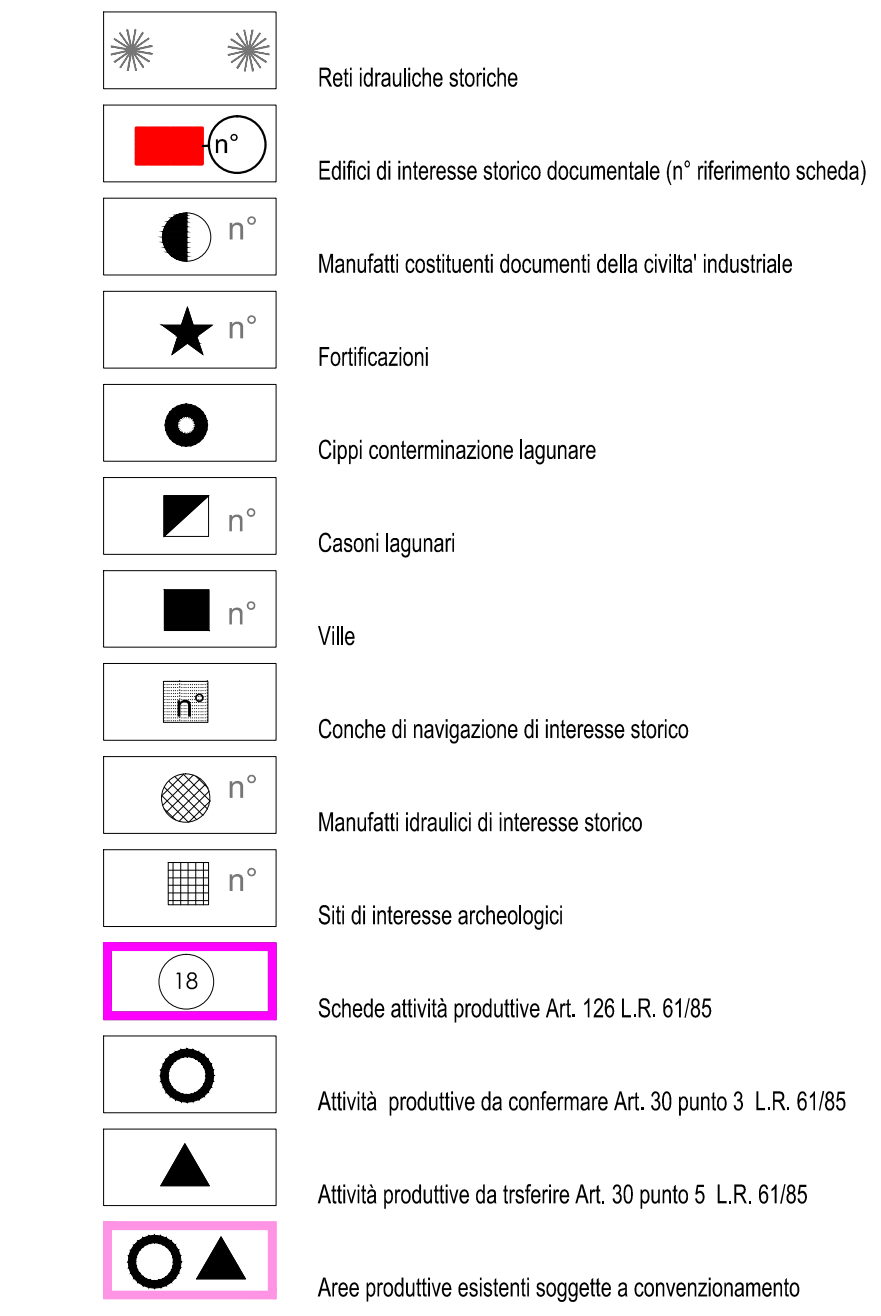 Reti idrauliche storiche
n°
Edifici di interesse storico documentale (n° riferimento scheda)
n°
Manufatti costituenti documenti della civilta' industriale
n°
Fortificazioni
Cippi conterminazione lagunare
n°
Casoni lagunari
n°
Ville
n°
Conche di navigazione di interesse storico
n°
Manufatti idraulici di interesse storico
n°
Siti di interesse archeologici
18
Schede attività produttive Art. 126 L.R. 61/85
Attività produttive da confermare Art. 30 punto 3 L.R. 61/85
Attività produttive da trsferire Art. 30 punto 5 L.R. 61/85
Aree produttive esistenti soggette a convenzionamento